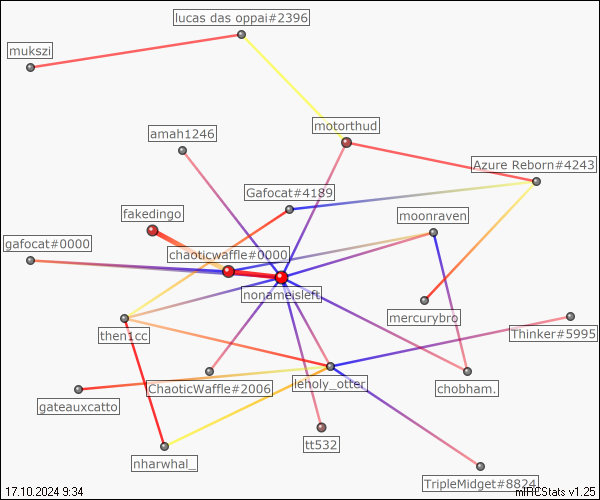 lucas das oppai#2396
mukszi
motorthud
amah1246
Azure Reborn#4243
Gafocat#4189
fakedingo
moonraven
gafocat#0000
chaoticwaffle#0000
nonameisleft
mercurybro
then1cc
Thinker#5995
leholy_otter
ChaoticWaffle#2006
chobham.
gateauxcatto
tt532
nharwhal_
TripleMidget#8824
17.10.2024 9:34
mIRCStats v1.25